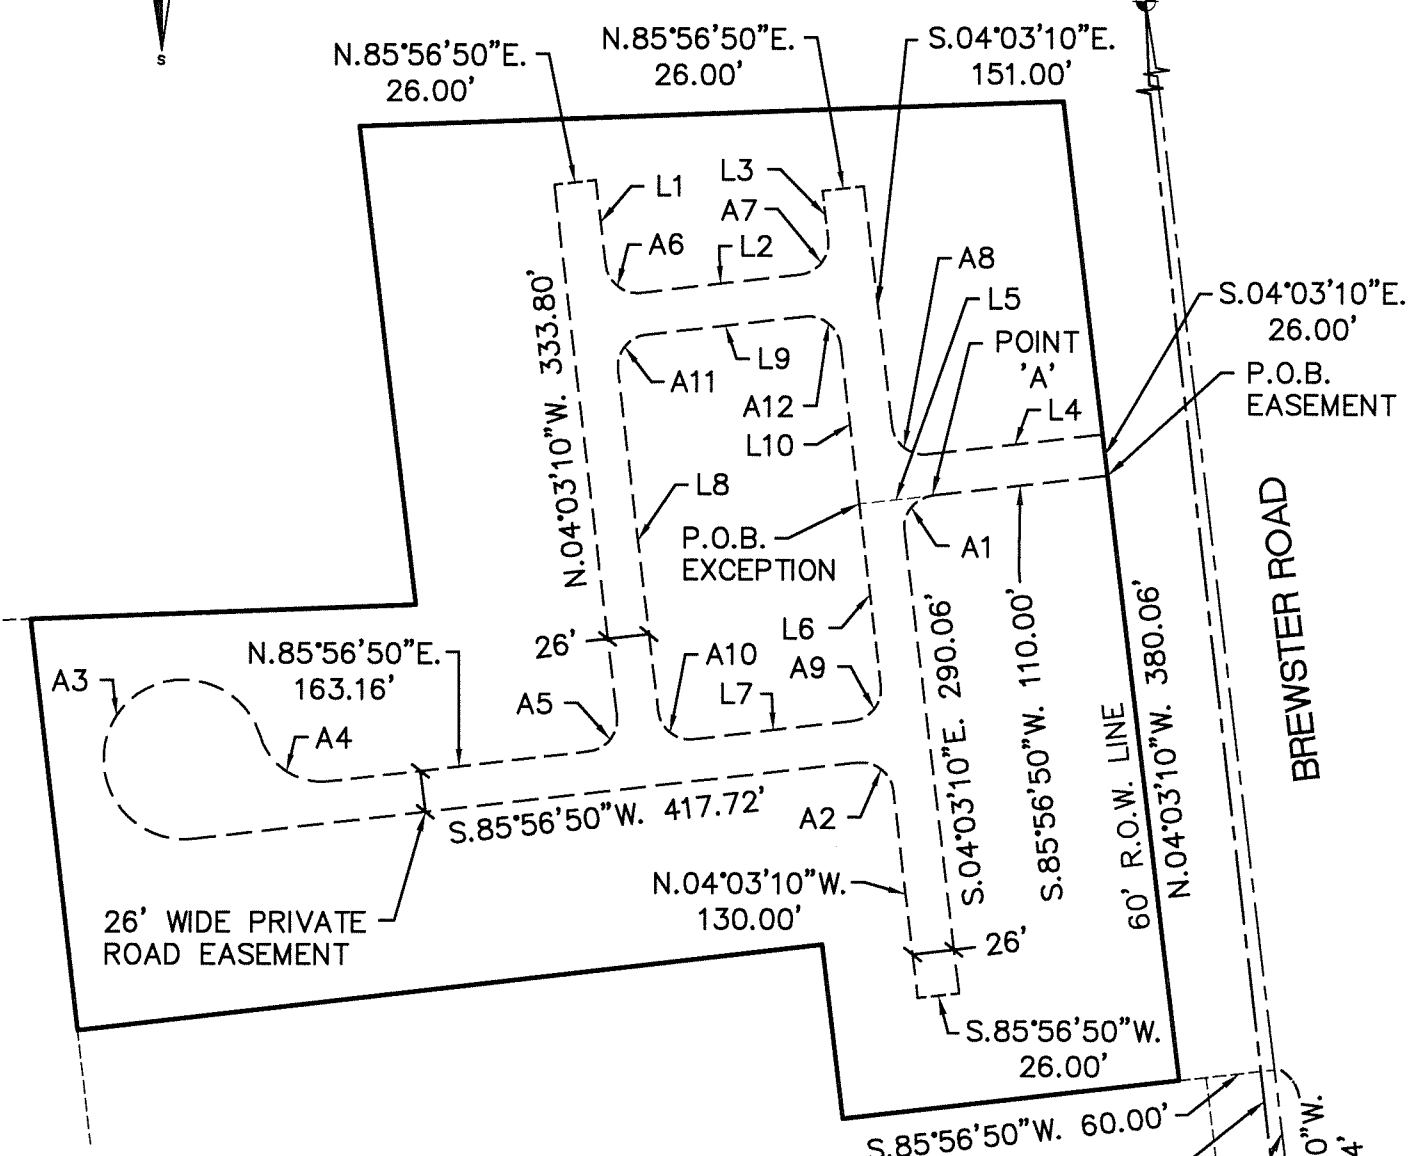 S
N.85°56'50"E.
26.00'
N.85°56'50"E.
26.00'
S.04°03'10"E.
151.00'
L1
L3
A7
A6
L2
A8
L5
POINT
'A'
S.04°03'10"E.
26.00'
P.O.B.
EASEMENT
N.04°03'10"W. 333.80'
L9
A11
A12
L10
L4
L8
P.O.B.
EXCEPTION
A1
BREWSTER ROAD
L6
26'
N.85°56'50"E.
163.16'
A3
A4
A5
A10
L7
A9
S.04°03'10"E. 290.06'
S.85°56'50"W. 110.00'
60' R.O.W. LINE
N.04°03'10"W. 380.06'
S.85°56'50"W. 417.72'
A2
N.04°03'10"W.
130.00'
26' WIDE PRIVATE
ROAD EASEMENT
26'
S.85°56'50"W.
26.00'
S.85°56'50"W. 60.00'
0"W.
4'